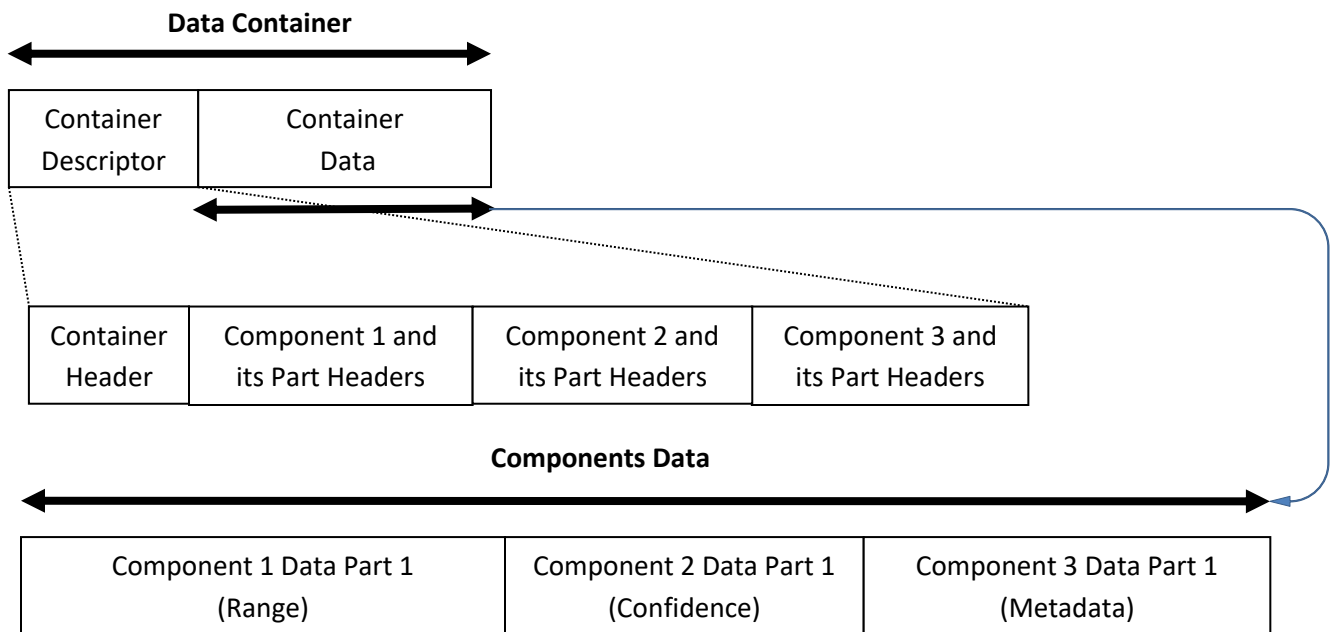 Data Container
Container
Descriptor
Container
Data
Container
Header
Component 1 and
its Part Headers
Component 2 and
its Part Headers
Component 3 and
its Part Headers
Components Data
Component 1 Data Part 1
(Range)
Component 2 Data Part 1
(Confidence)
Component 3 Data Part 1
(Metadada)